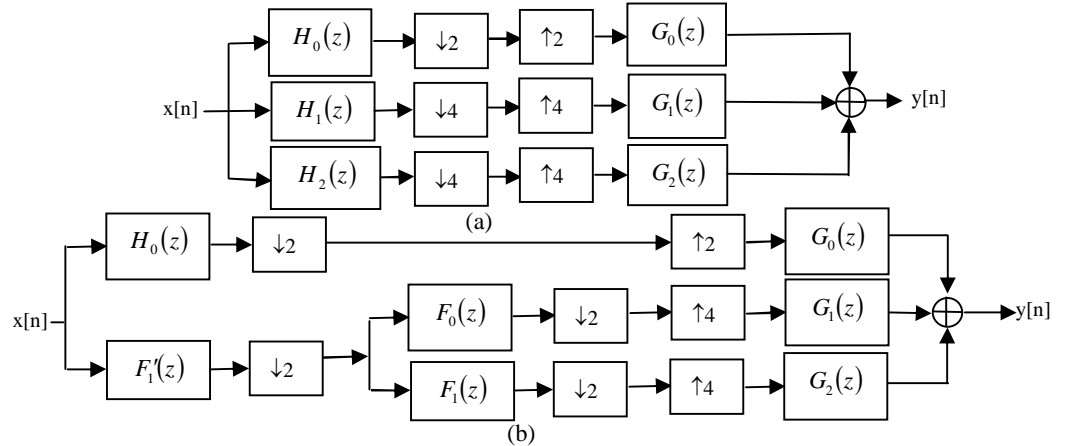 H₀(z) ↓2 ↑2 G₀(z)
x[n] H₁(z) ↓4 ↑4 G₁(z) y[n]
H₂(z) ↓4 ↑4 G₂(z)
(a)
H₀(z) ↓2 ↑2 G₀(z)
x[n] F₀(z) ↓2 ↑4 G₁(z) y[n]
F₁′(z) ↓2 F₁(z) ↓2 ↑4 G₂(z)
(b)